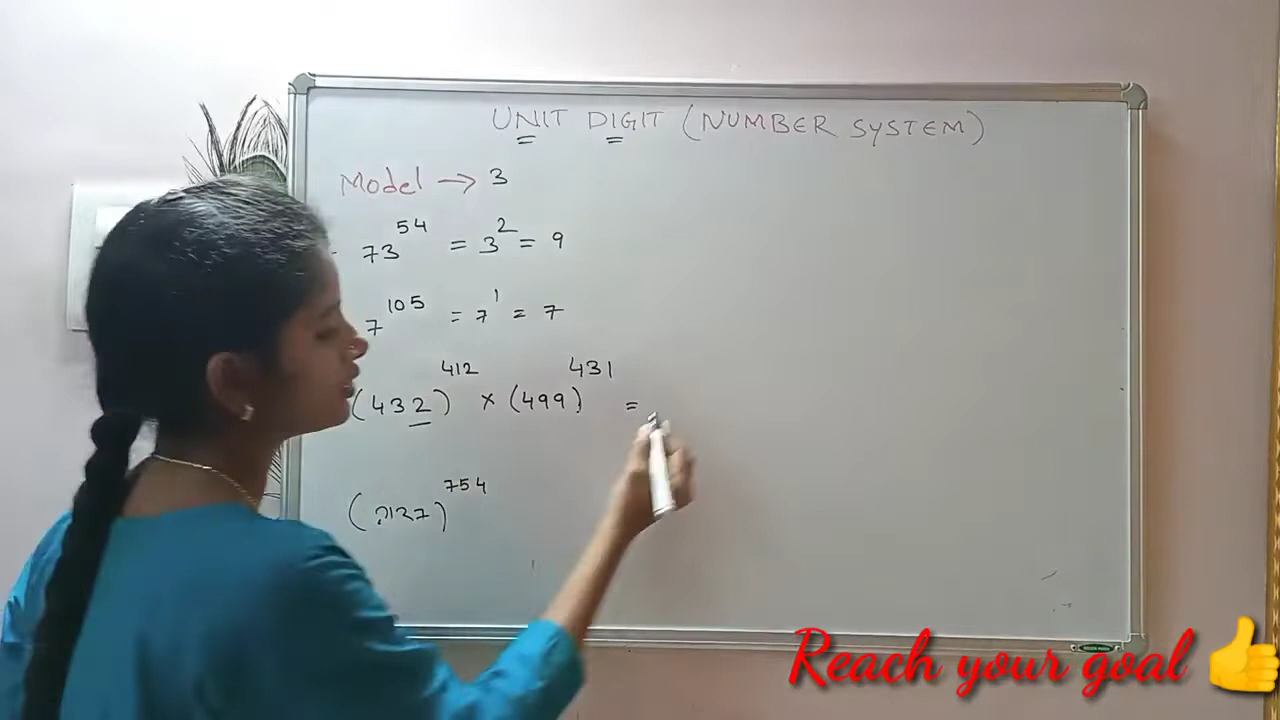 UNIT DIGIT (NUMBER SYSTEM)
Model → 3
73^54 = 3^2 = 9
7^105 = 7^1 = 7
(432)^412 × (499)^431 =
(2127)^754
Reach your goal 👍